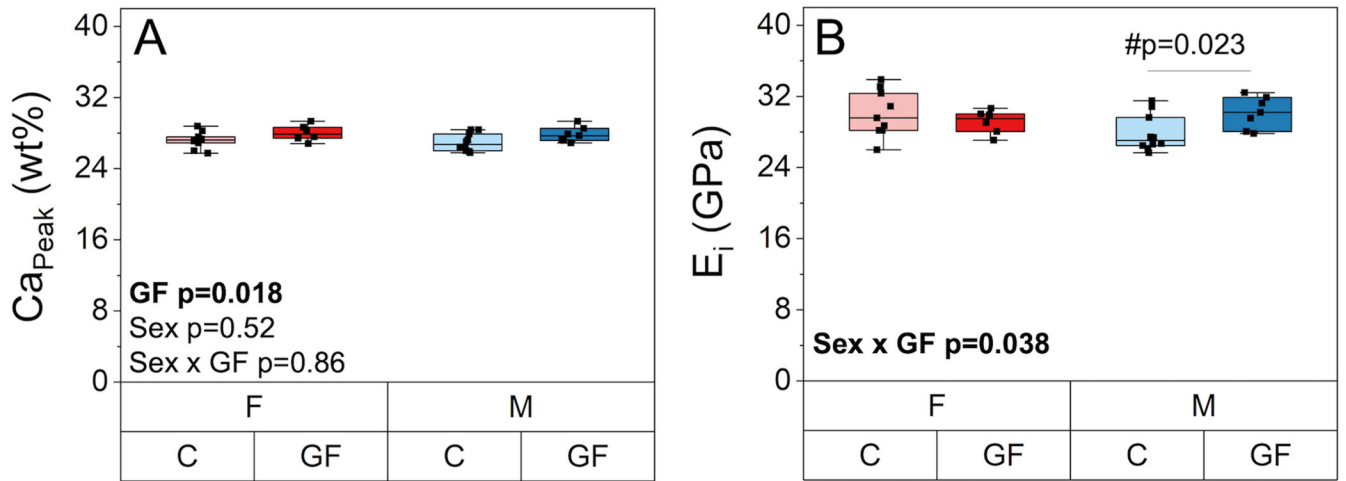 A
Ca_Peak (wt%)
40
32
24
16
8
0
GF p=0.018
Sex p=0.52
Sex x GF p=0.86
F M
C GF C GF
B
E_i (GPa)
40
32
24
16
8
0
#p=0.023
Sex x GF p=0.038
F M
C GF C GF